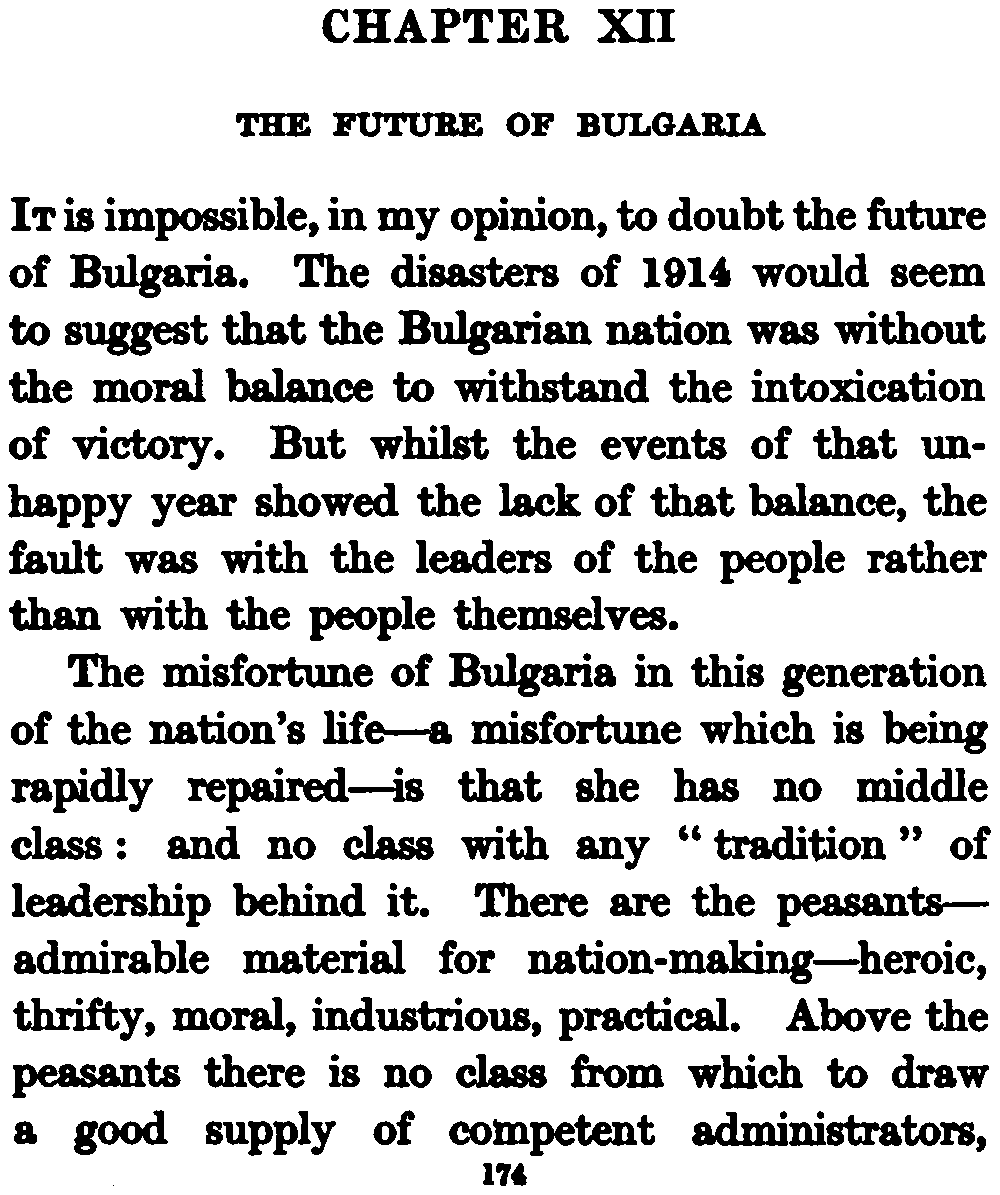 CHAPTER XII
THE FUTURE OF BULGARIA
IT is impossible, in my opinion, to doubt the future
of Bulgaria. The disasters of 1914 would seem
to suggest that the Bulgarian nation was without
the moral balance to withstand the intoxication
of victory. But whilst the events of that un-
happy year showed the lack of that balance, the
fault was with the leaders of the people rather
than with the people themselves.
The misfortune of Bulgaria in this generation
of the nation's life—a misfortune which is being
rapidly repaired—is that she has no middle
class : and no class with any “ tradition ” of
leadership behind it. There are the peasants—
admirable material for nation-making—heroic,
thrifty, moral, industrious, practical. Above the
peasants there is no class from which to draw
a good supply of competent administrators,
174